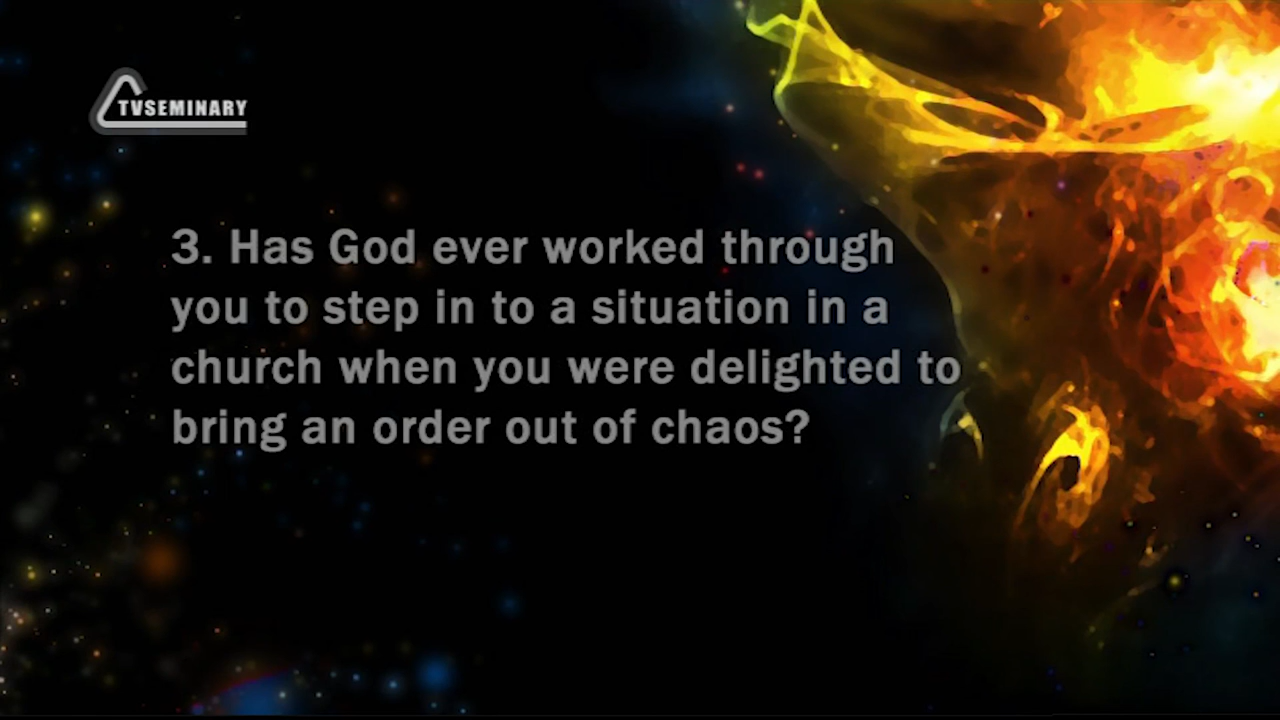 TVSEMINARY
3. Has God ever worked through
you to step in to a situation in a
church when you were delighted to
bring an order out of chaos?